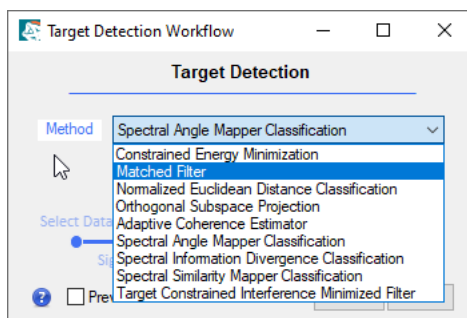 Target Detection Workflow
Target Detection
Method
Spectral Angle Mapper Classification
Constrained Energy Minimization
Matched Filter
Normalized Euclidean Distance Classification
Orthogonal Subspace Projection
Select Data
Adaptive Coherence Estimator
Spectral Angle Mapper Classification
Spectral Information Divergence Classification
Spectral Similarity Mapper Classification
Target Constrained Interference Minimized Filter